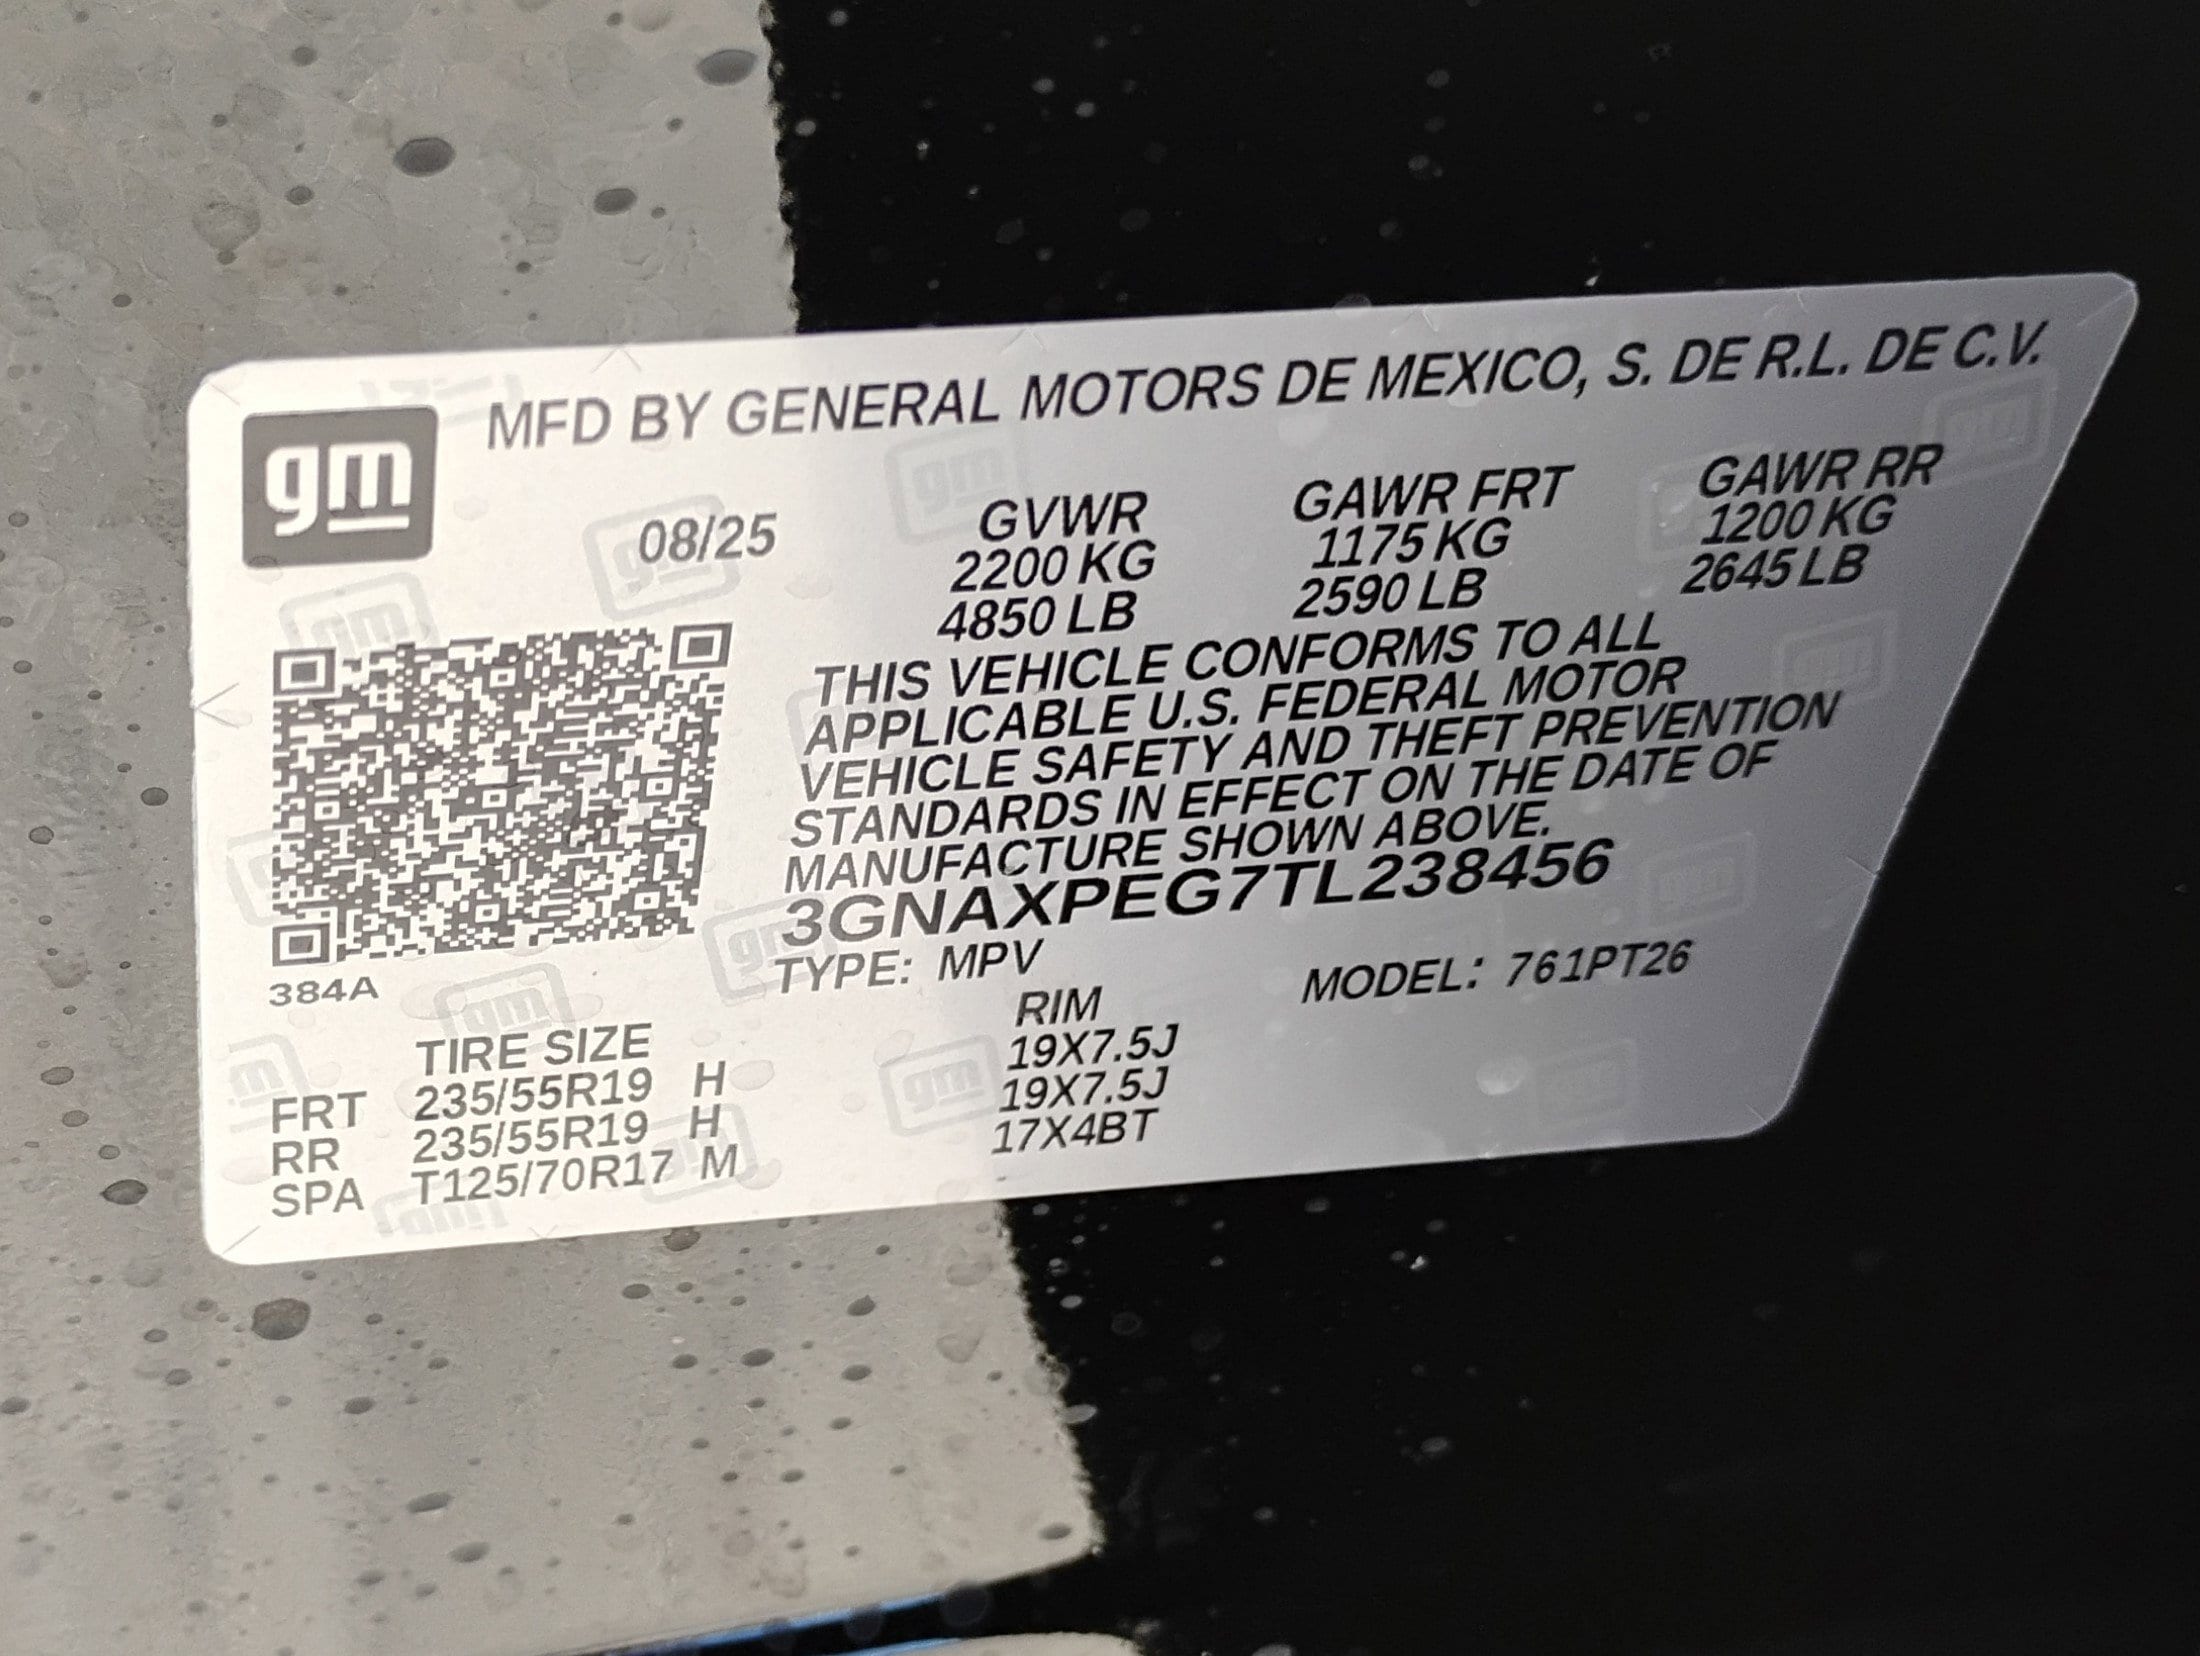 gm
MFD BY GENERAL MOTORS DE MEXICO, S. DE R.L. DE C.V.
08/25
GVWR GAWR FRT GAWR RR
2200 KG 1175 KG 1200 KG
4850 LB 2590 LB 2645 LB
THIS VEHICLE CONFORMS TO ALL
APPLICABLE U.S. FEDERAL MOTOR
VEHICLE SAFETY AND THEFT PREVENTION
STANDARDS IN EFFECT ON THE DATE OF
MANUFACTURE SHOWN ABOVE.
3GNAXPEG7TL238456
TYPE: MPV MODEL: 761PT26
384A
TIRE SIZE RIM
FRT 235/55R19 H 19X7.5J
RR 235/55R19 H 19X7.5J
SPA T125/70R17 M 17X4BT